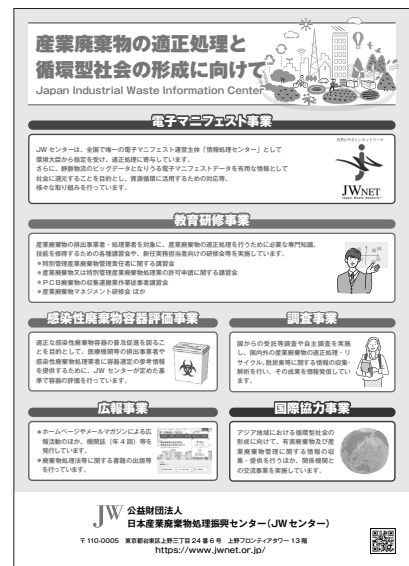 産業廃棄物の適正処理と
循環型社会の形成に向けて
Japan Industrial Waste Information Center
電子マニフェスト事業
JW センターは、全国で唯一の電子マニフェスト運営主体「情報処理センター」として
環境大臣から指定を受け、適正処理に寄与しています。
さらに、静脈物流のビッグデータとなりうる電子マニフェストデータを有用な情報として
社会に還元することを目的とし、資源循環に活用するための対応等、
様々な取り組みを行っています。
自然にやさしいネットワーク
JWNET
Japan Waste Network
教育研修事業
産業廃棄物の排出事業者・処理業者を対象に、産業廃棄物の適正処理を行うために必要な専門知識、
技能を修得するための各種講習会や、新任実務担当者向けの研修会等を実施しています。
●特別管理産業廃棄物管理責任者に関する講習会
●産業廃棄物又は特別管理産業廃棄物処理業の許可申請に関する講習会
●PCB廃棄物の収集運搬業作業従事者講習会
●産業廃棄物マネジメント研修会 ほか
感染性廃棄物容器評価事業
適正な感染性廃棄物容器の普及促進を図るこ
とを目的として、医療機関等の排出事業者や
感染性廃棄物処理業者に容器選定の参考情報
を提供するために、JW センターが定めた基
準で容器の評価を行っています。
調査事業
国からの受託等調査や自主調査を実施
し、国内外の産業廃棄物の適正処理・リ
サイクル、脱炭素等に関する情報の収集・
解析を行い、その成果を情報発信してい
ます。
広報事業
●ホームページやメールマガジンによる広
報活動のほか、機関誌（年４回）等を
発行しています。
●廃棄物処理法等に関する書籍の出版等
を行っています。
国際協力事業
アジア地域における循環型社会の
形成に向けて、有害廃棄物及び産
業廃棄物管理に関する情報の収
集・提供を行うほか、関係機関と
の交流事業を実施しています。
JW 公益財団法人
日本産業廃棄物処理振興センター(JWセンター)
〒110-0005 東京都台東区上野三丁目24番6号 上野フロンティアタワー13階
https://www.jwnet.or.jp/